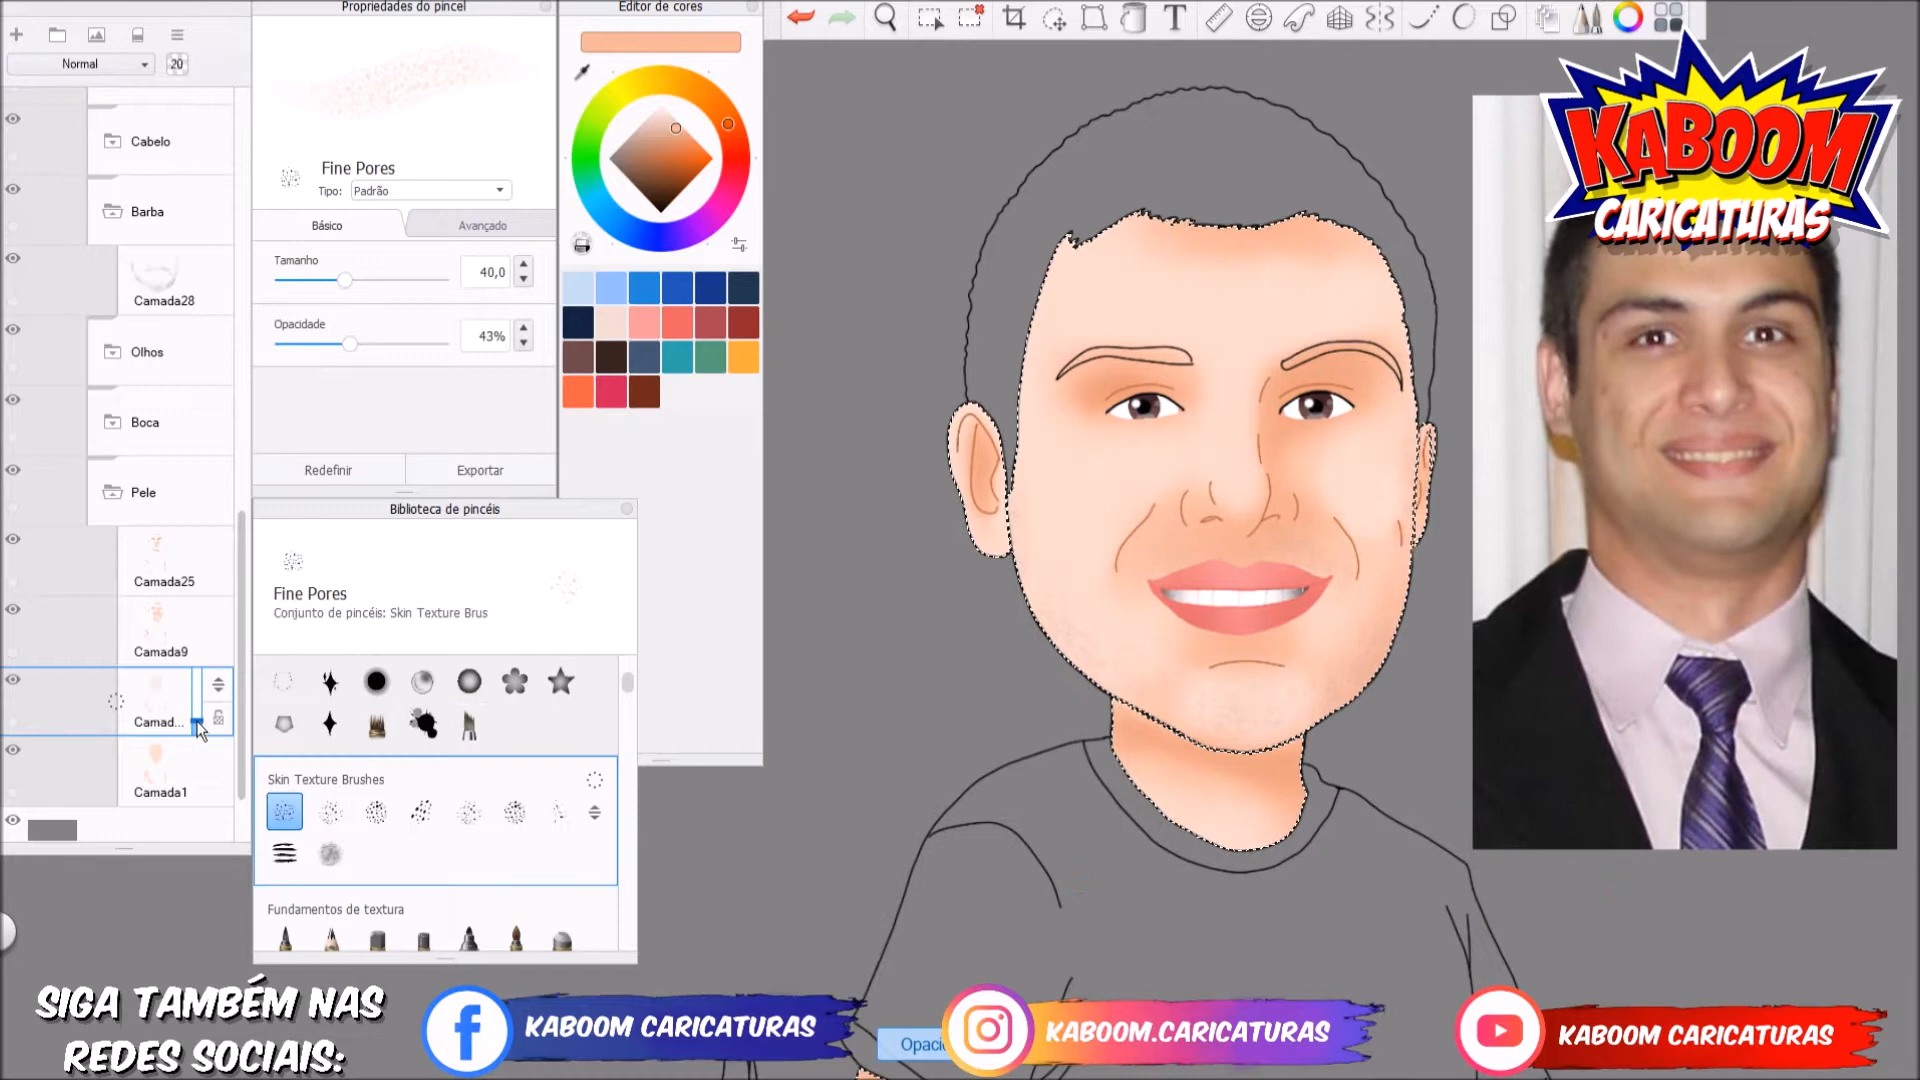 Normal
20
Cabelo
Barba
Camada28
Olhos
Boca
Pele
Camada25
Camada9
Camad...
Camada1
Propriedades do pincel
Fine Pores
Tipo:
Padrão
Básico
Avançado
Tamanho
40,0
Opacidade
43%
Redefinir
Exportar
Biblioteca de pincéis
Fine Pores
Conjunto de pincéis: Skin Texture Brus
Skin Texture Brushes
Fundamentos de textura
Editor de cores
T
KABOOM
CARICATURAS
SIGA TAMBÉM NAS
REDES SOCIAIS:
KABOOM CARICATURAS
Opaci
KABOOM.CARICATURAS
KABOOM CARICATURAS